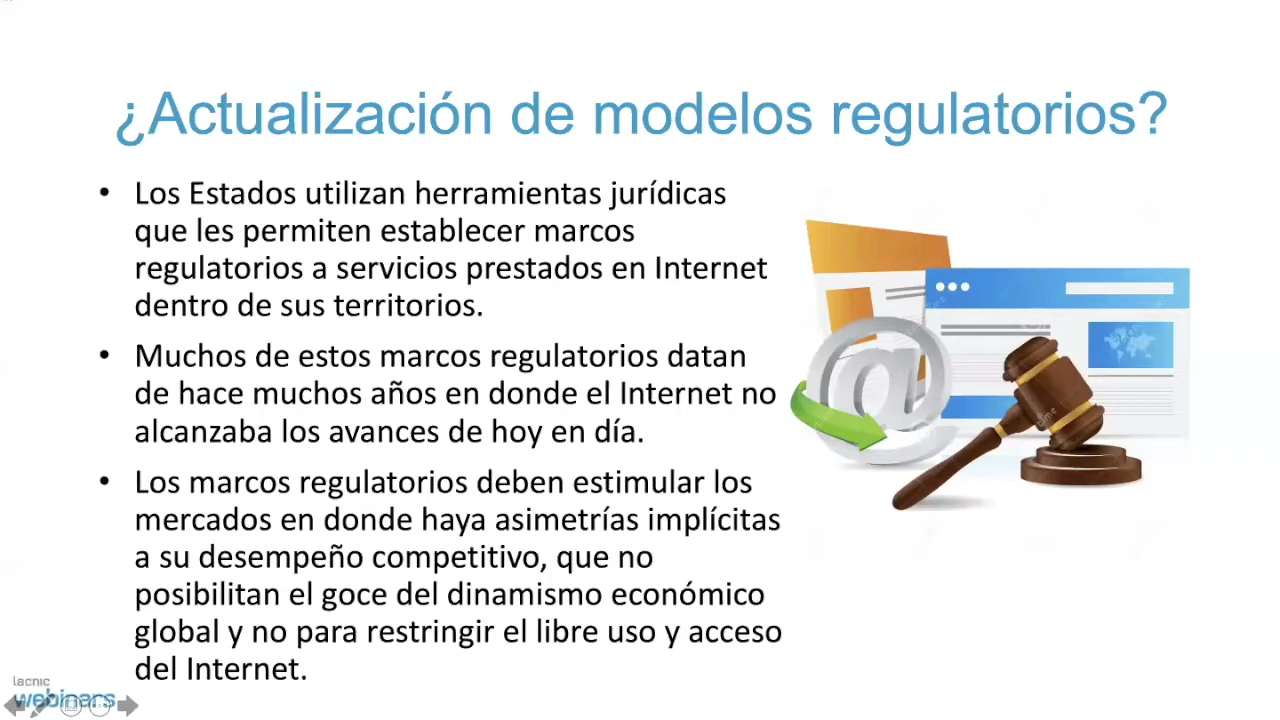 ¿Actualización de modelos regulatorios?
• Los Estados utilizan herramientas jurídicas
que les permiten establecer marcos
regulatorios a servicios prestados en Internet
dentro de sus territorios.
• Muchos de estos marcos regulatorios datan
de hace muchos años en donde el Internet no
alcanzaba los avances de hoy en día.
• Los marcos regulatorios deben estimular los
mercados en donde haya asimetrías implícitas
a su desempeño competitivo, que no
posibilitan el goce del dinamismo económico
global y no para restringir el libre uso y acceso
del Internet.
lacnic
webinars